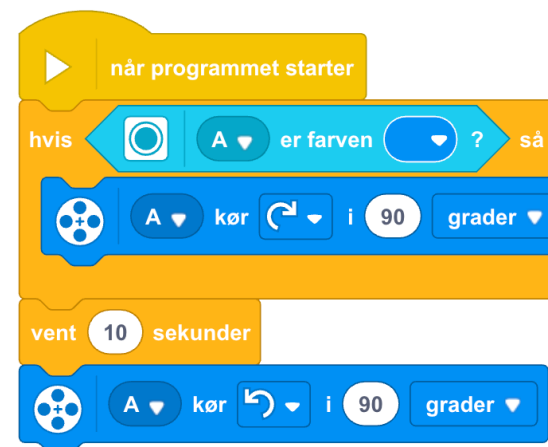 når programmet starter
hvis A er farven ? så
A kør i 90 grader
vent 10 sekunder
A kør i 90 grader